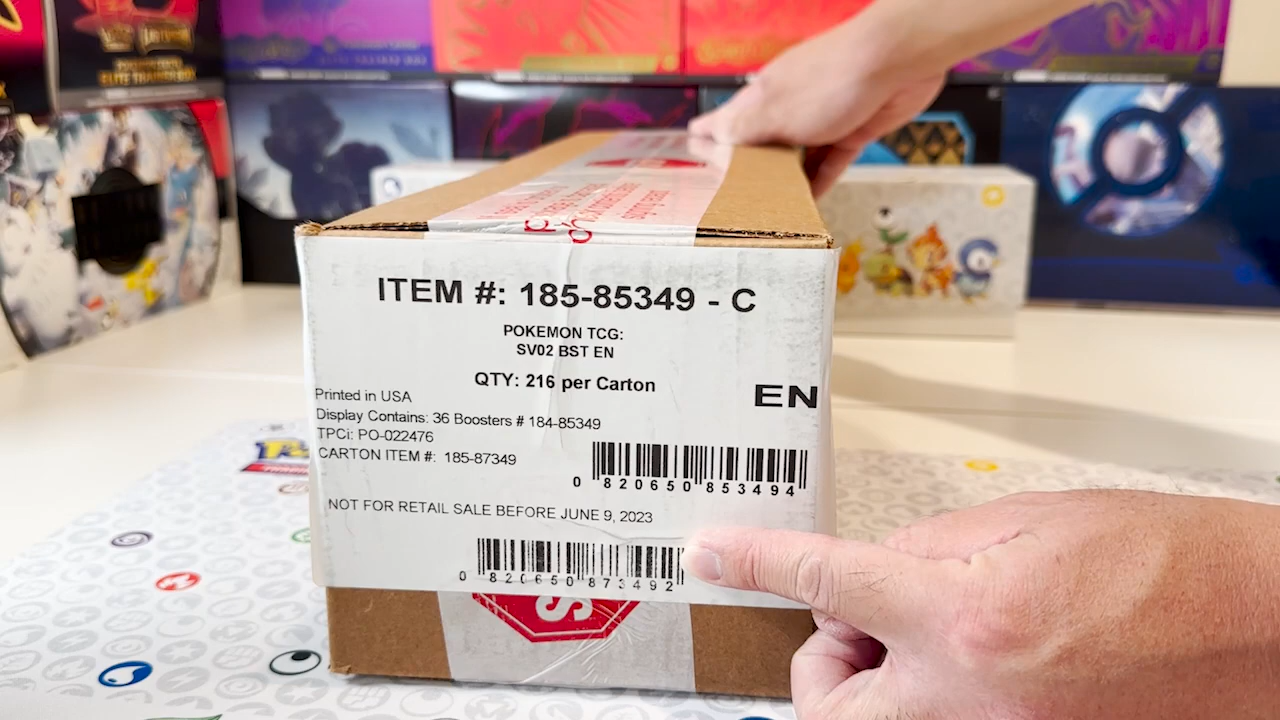 ITEM #: 185-85349 - C
POKEMON TCG:
SV02 BST EN
QTY: 216 per Carton
EN
Printed in USA
Display Contains: 36 Boosters # 184-85349
TPCi: PO-022476
CARTON ITEM #: 185-87349
0 820650 853494
NOT FOR RETAIL SALE BEFORE JUNE 9, 2023
0 820650 873492